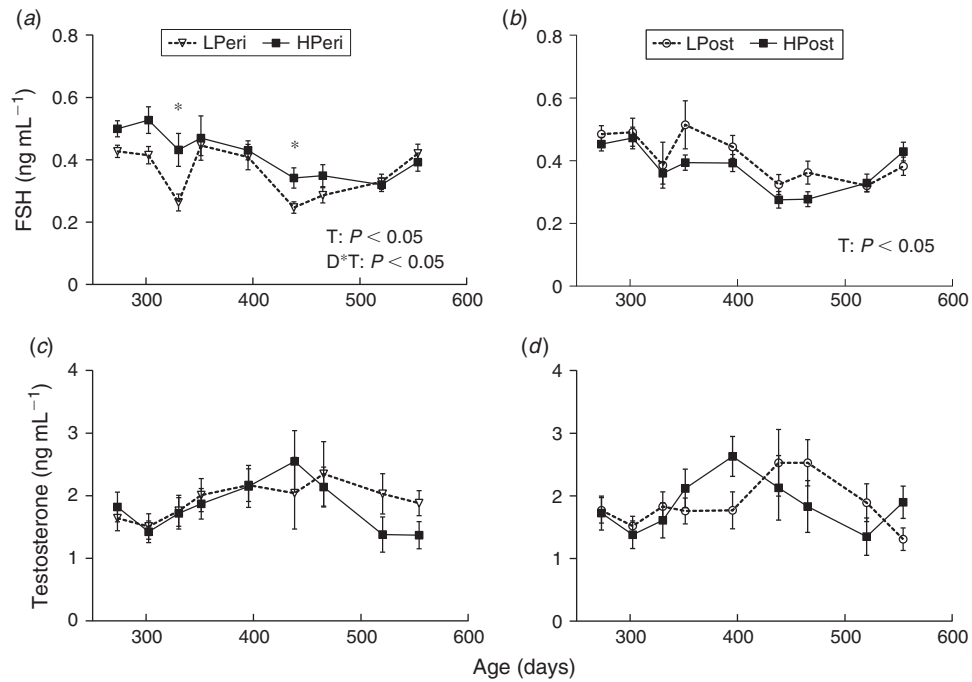 (a)
LPeri HPeri
0.8
0.6
0.4
0.2
0
FSH (ng mL−1)
*
*
T: P < 0.05
D*T: P < 0.05
300 400 500 600
(b)
LPost HPost
0.8
0.6
0.4
0.2
0
T: P < 0.05
300 400 500 600
(c)
4
3
2
1
0
Testosterone (ng mL−1)
300 400 500 600
(d)
4
3
2
1
0
300 400 500 600
Age (days)